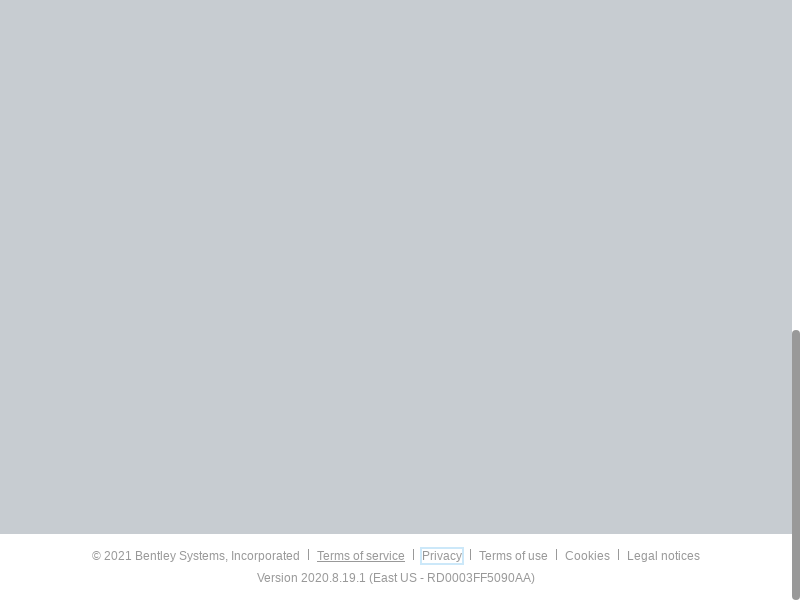 © 2021 Bentley Systems, Incorporated | Terms of service | Privacy | Terms of use | Cookies | Legal notices
Version 2020.8.19.1 (East US - RD0003FF5090AA)